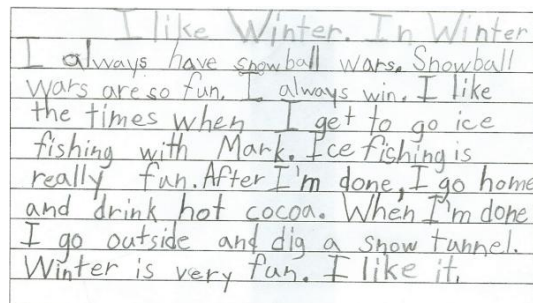 I like Winter. In Winter
I always have snowball wars. Snowball
wars are so fun. I always win. I like
the times when I get to go ice
fishing with Mark. Ice fishing is
really fun. After I'm done, I go home
and drink hot cocoa. When I'm done
I go outside and dig a snow tunnel.
Winter is very fun. I like it.